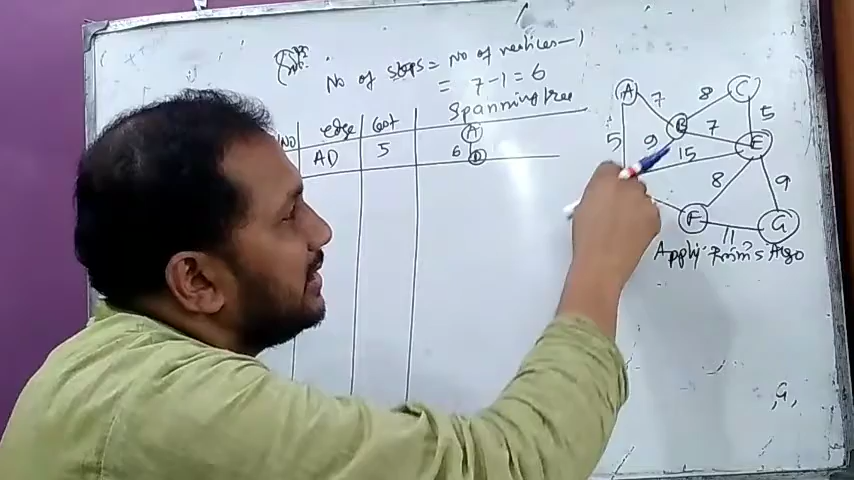 No of steps = No of vertices-1
= 7-1 = 6
No edge Cost Spanning tree
AD 5 A
6 D
A 7 B 8 C
5 9 7 5
15 E
8 9
F 11 G
Apply Prim's Algo
G,